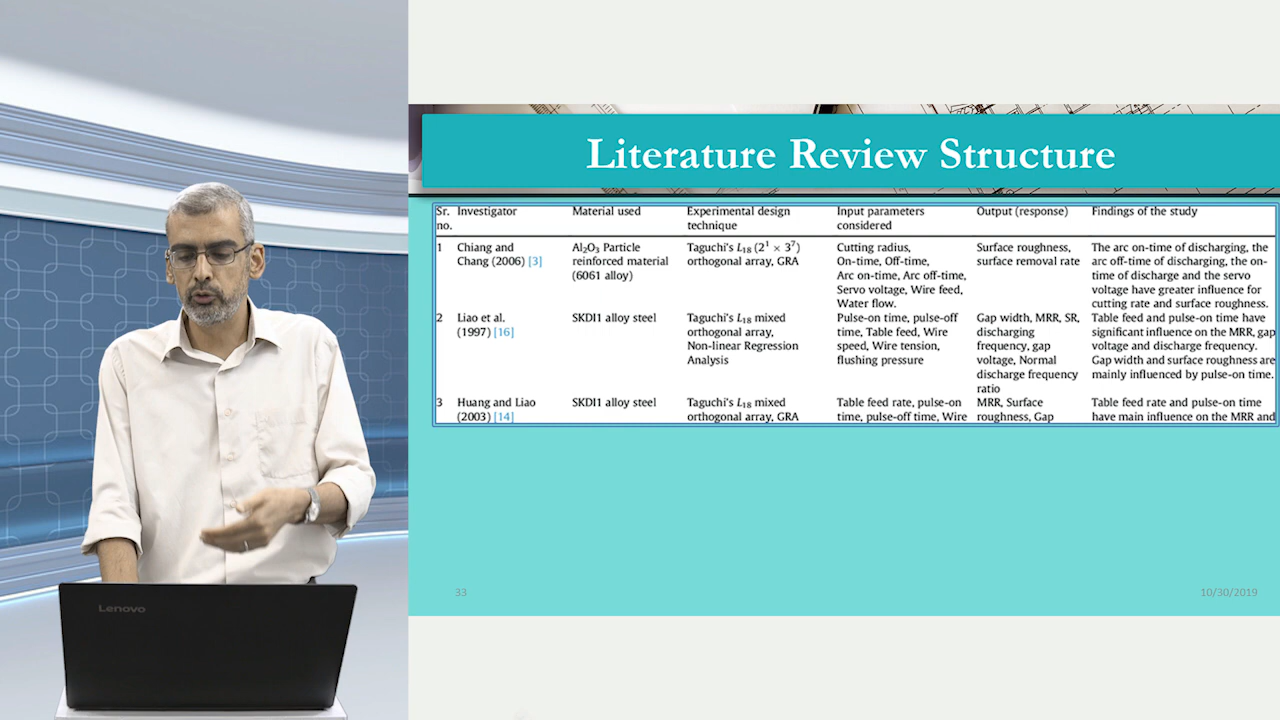 Literature Review Structure
Sr. no. Investigator Material used Experimental design technique Input parameters considered Output (response) Findings of the study
1 Chiang and Chang (2006) [3]
Al₂O₃ Particle reinforced material (6061 alloy)
Taguchi's L₁₈ (2¹ × 3⁷) orthogonal array, GRA
Cutting radius,
On-time, Off-time,
Arc on-time, Arc off-time,
Servo voltage, Wire feed,
Water flow.
Surface roughness,
surface removal rate
The arc on-time of discharging, the
arc off-time of discharging, the on-
time of discharge and the servo
voltage have greater influence for
cutting rate and surface roughness.
2 Liao et al. (1997) [16]
SKDI1 alloy steel
Taguchi's L₁₈ mixed
orthogonal array,
Non-linear Regression
Analysis
Pulse-on time, pulse-off
time, Table feed, Wire
speed, Wire tension,
flushing pressure
Gap width, MRR, SR,
discharging
frequency, gap
voltage, Normal
discharge frequency
ratio
Table feed and pulse-on time have
significant influence on the MRR, gap
voltage and discharge frequency.
Gap width and surface roughness are
mainly influenced by pulse-on time.
3 Huang and Liao (2003) [14]
SKDI1 alloy steel
Taguchi's L₁₈ mixed
orthogonal array, GRA
Table feed rate, pulse-on
time, pulse-off time, Wire
MRR, Surface
roughness, Gap
Table feed rate and pulse-on time
have main influence on the MRR and
33
10/30/2019
Lenovo